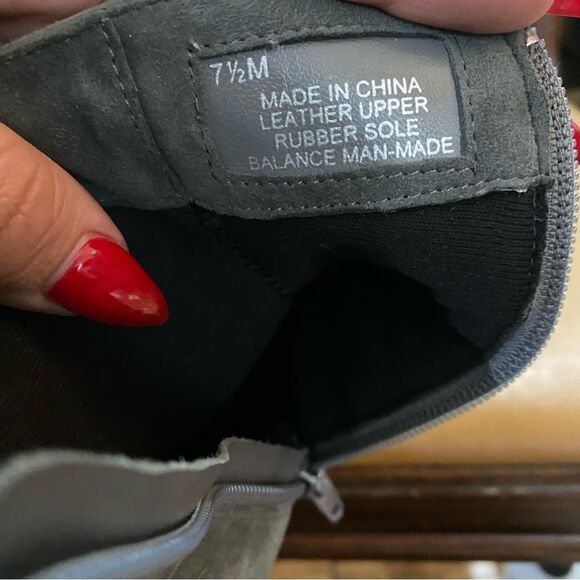 7½M
MADE IN CHINA
LEATHER UPPER
RUBBER SOLE
BALANCE MAN-MADE